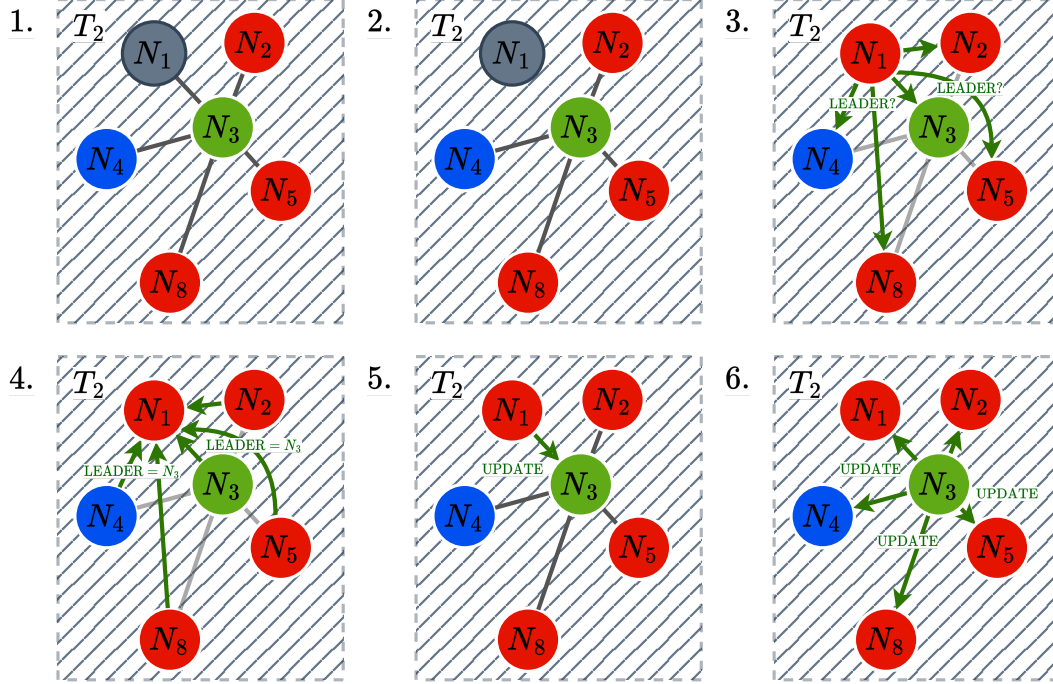 1.
T₂
N₁
N₂
N₃
N₄
N₅
N₈
2.
T₂
N₁
N₂
N₃
N₄
N₅
N₈
3.
T₂
N₁
N₂
LEADER?
LEADER?
N₃
N₄
N₅
N₈
4.
T₂
N₁
N₂
LEADER = N₃
LEADER = N₃
N₃
N₄
N₅
N₈
5.
T₂
N₁
N₂
UPDATE
N₃
N₄
N₅
N₈
6.
T₂
N₁
N₂
UPDATE
N₃
UPDATE
N₄
UPDATE
N₅
N₈